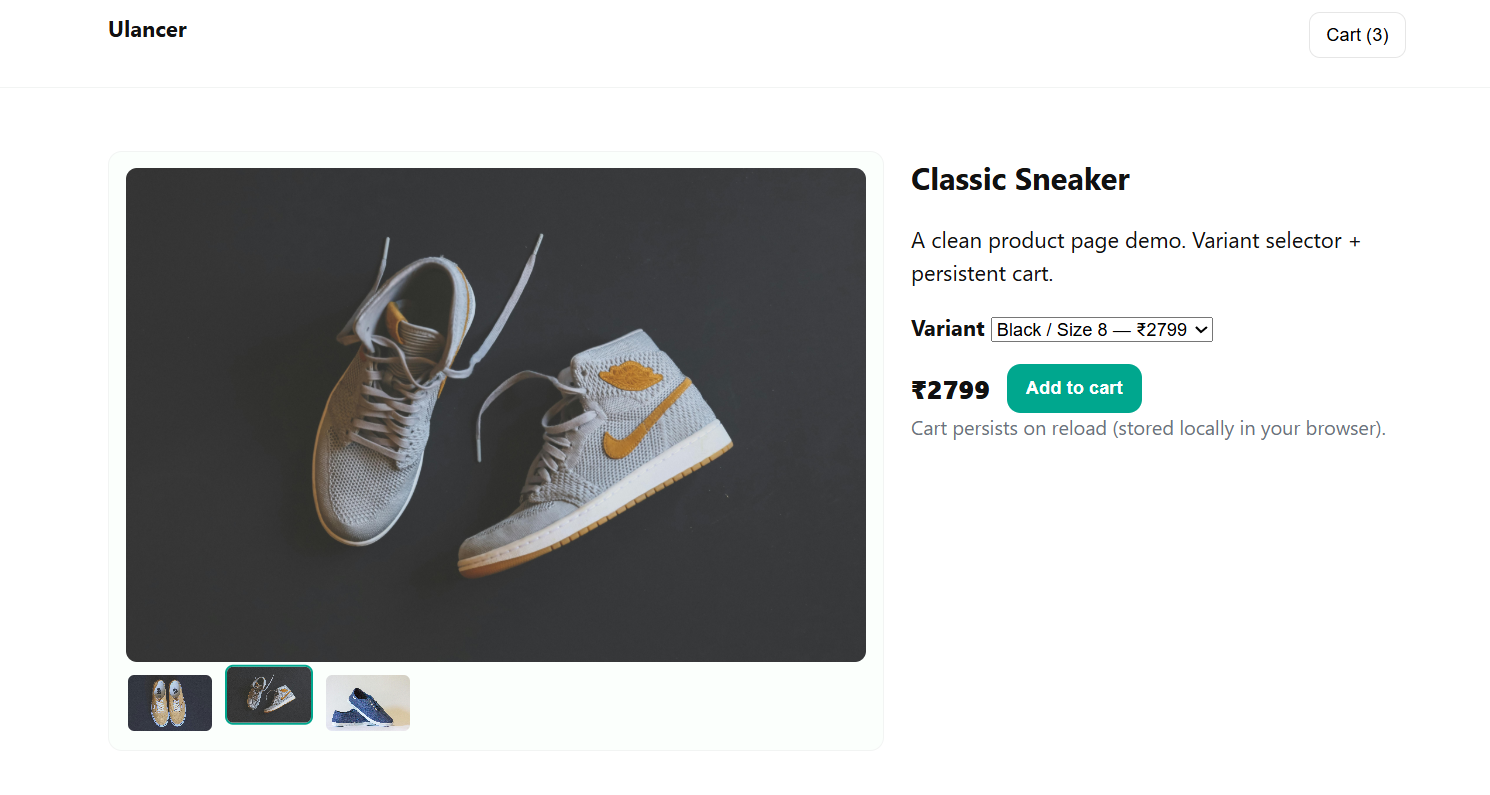 Ulancer
Cart (3)
Classic Sneaker
A clean product page demo. Variant selector +
persistent cart.
Variant Black / Size 8 — ₹2799
₹2799 Add to cart
Cart persists on reload (stored locally in your browser).